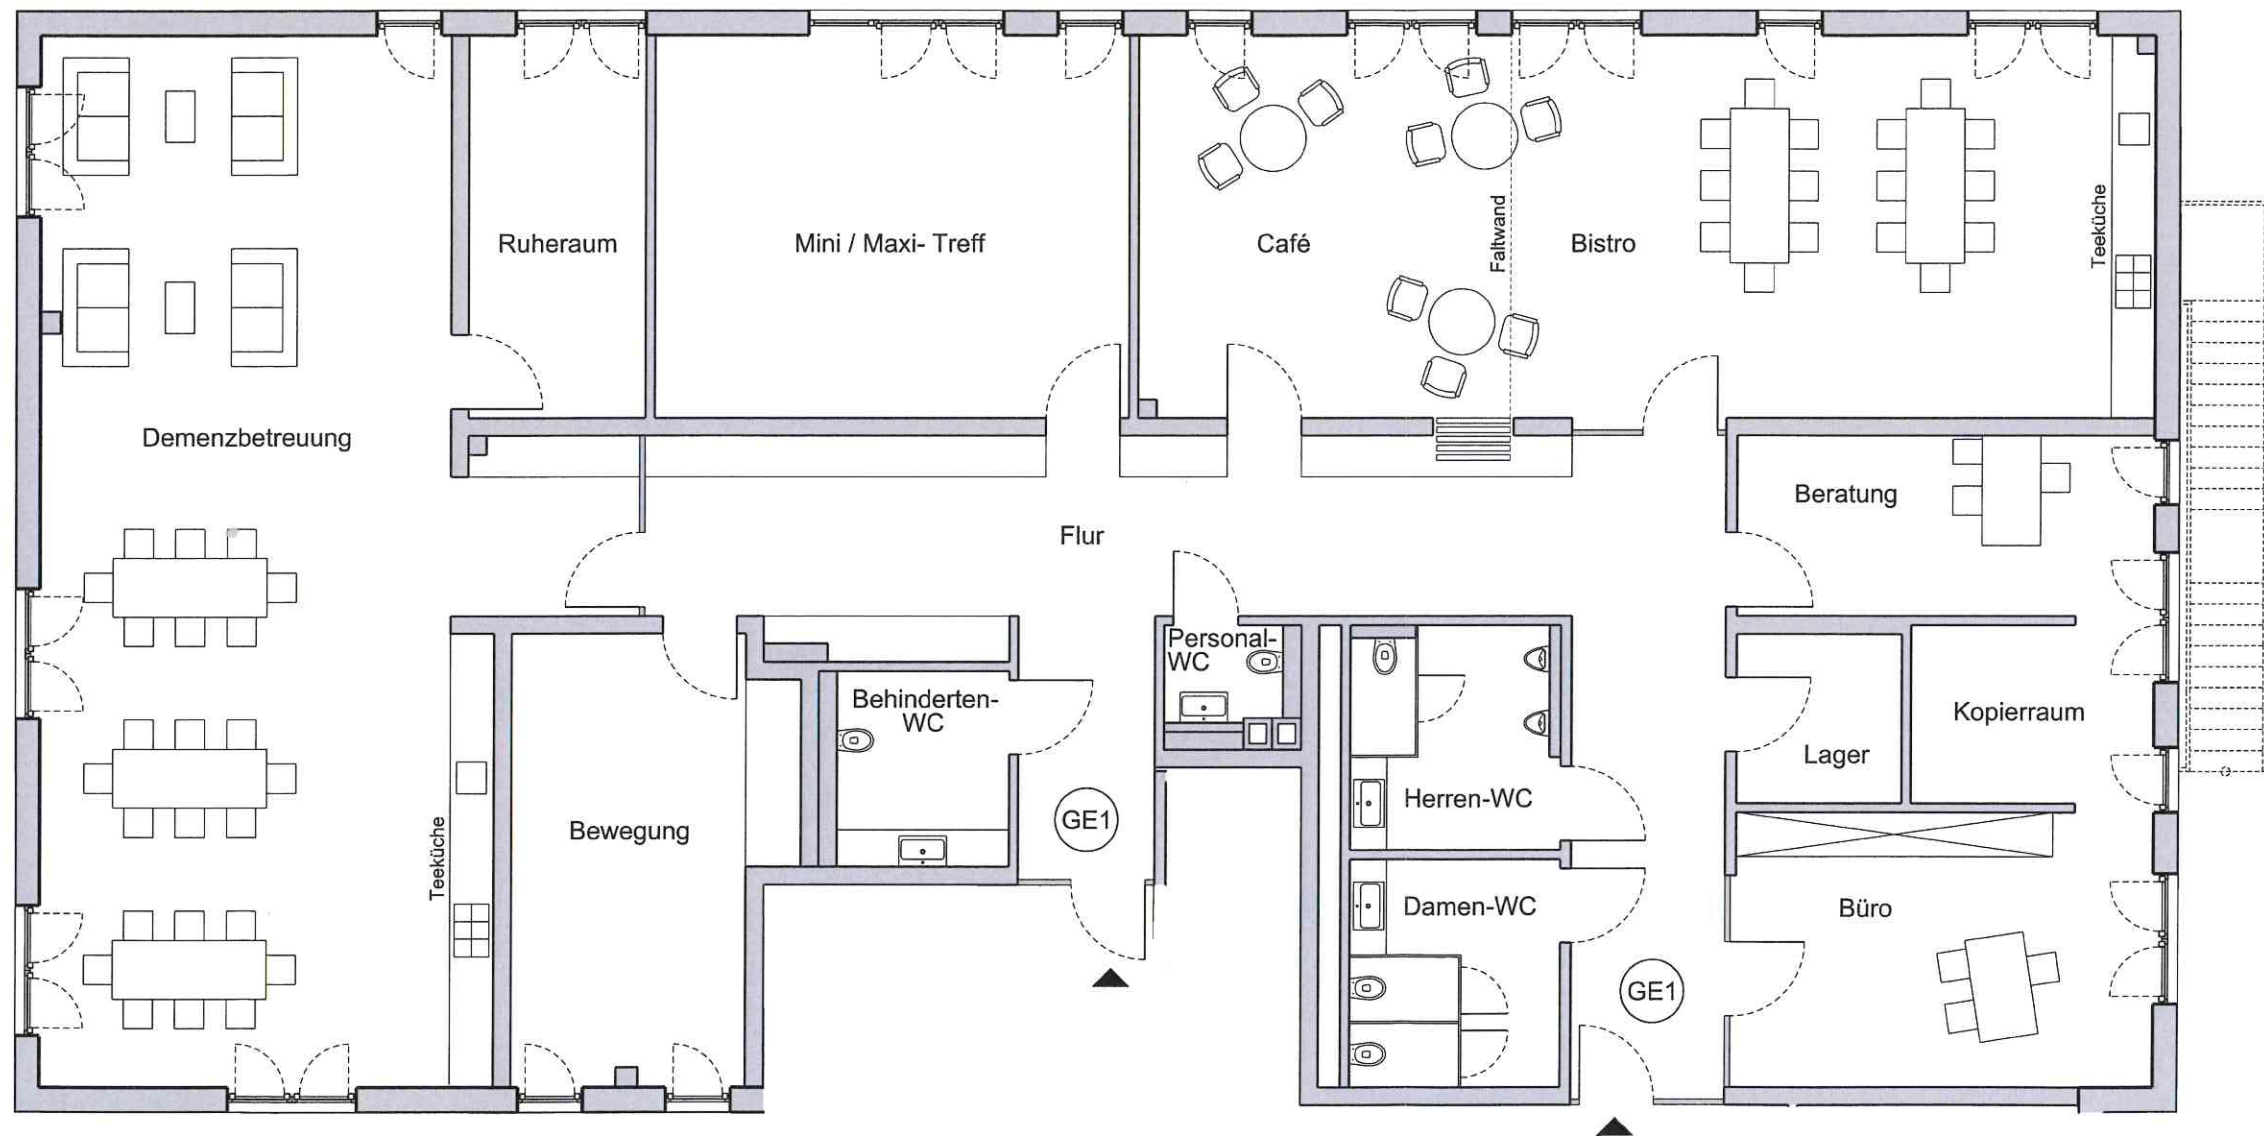 Ruheraum
Mini / Maxi- Treff
Café
Faltwand
Bistro
Teeküche
Demenzbetreuung
Beratung
Flur
Personal-
WC
Behinderten-
WC
Kopierraum
Lager
Herren-WC
GE1
Bewegung
Teeküche
Damen-WC
Büro
GE1